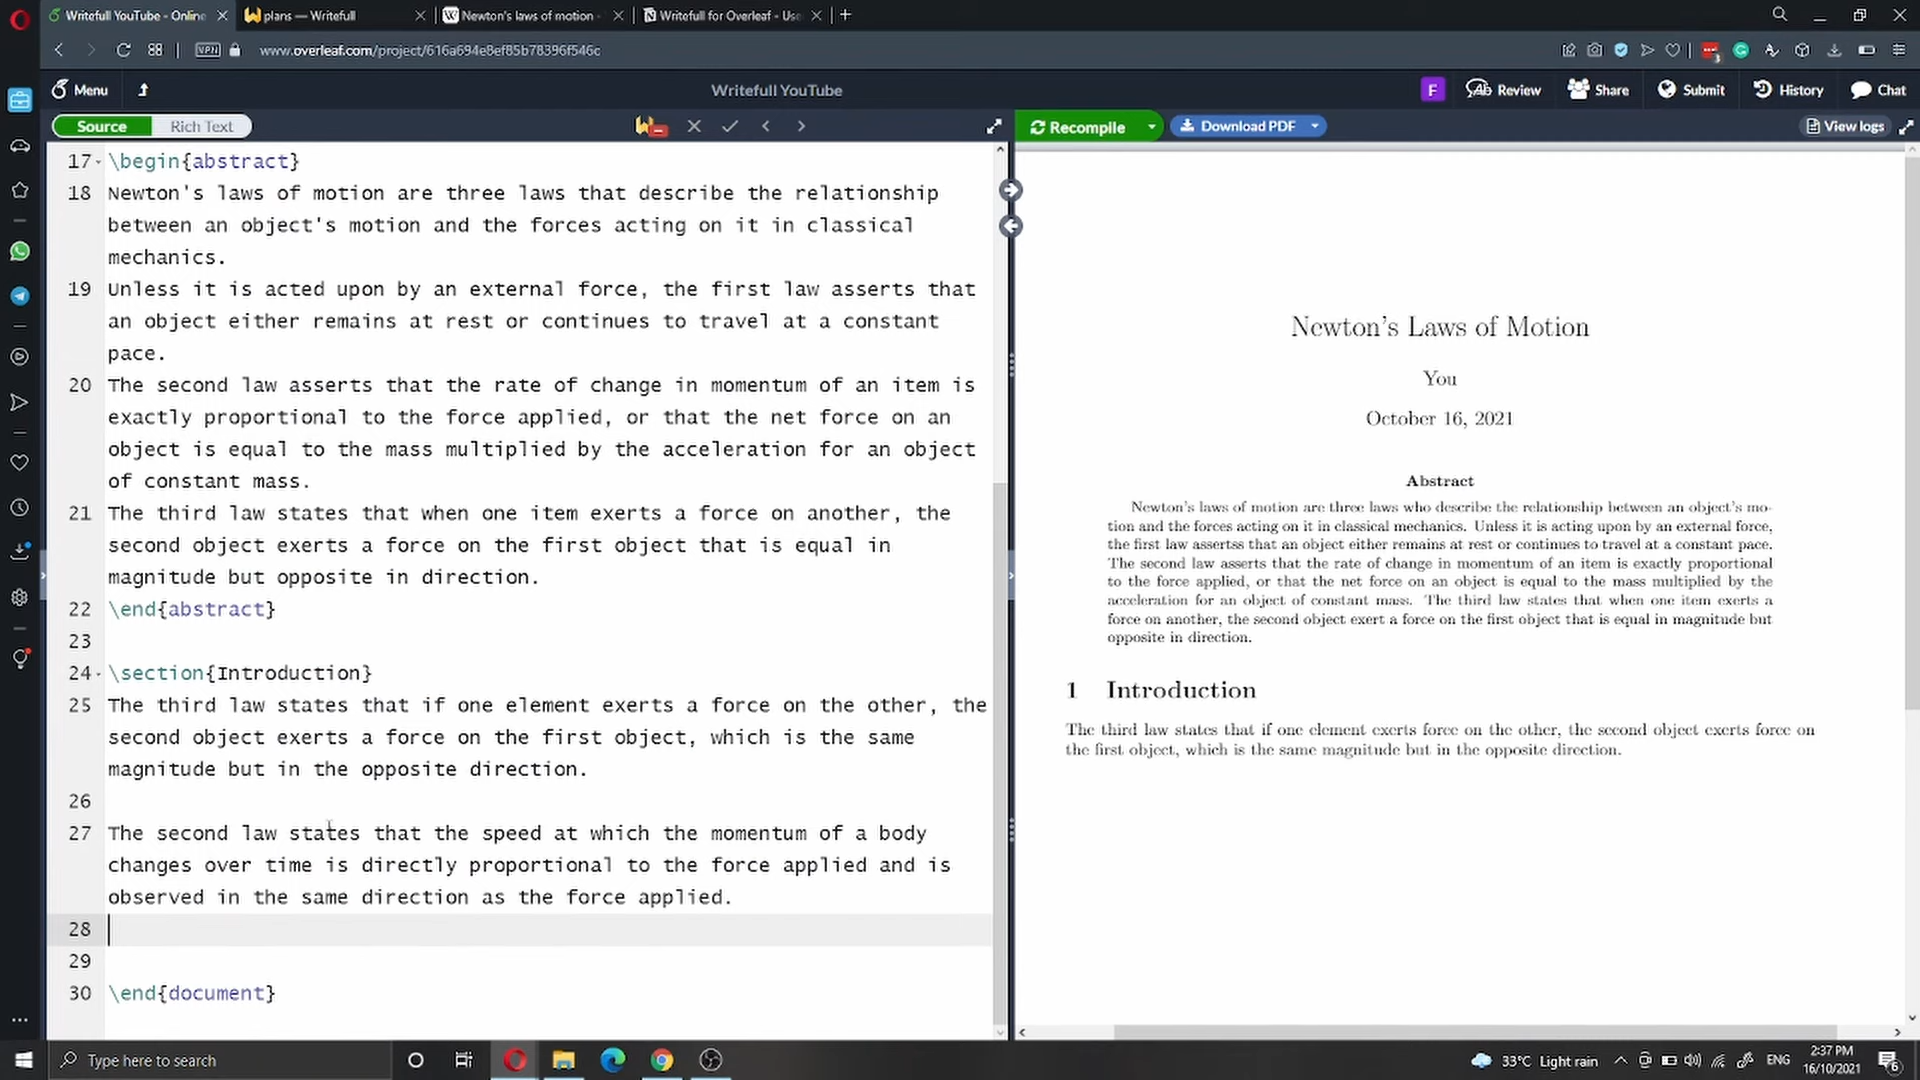 Writefull YouTube - Online
plans — Writefull
Newton's laws of motion -
Writefull for Overleaf - Use
VPN
www.overleaf.com/project/616a694e8ef85b78396f546c
3
Menu
Writefull YouTube
F
Review
Share
Submit
History
Chat
Source
Rich Text
Recompile
Download PDF
View logs
17 \begin{abstract}
18 Newton's laws of motion are three laws that describe the relationship
between an object's motion and the forces acting on it in classical
mechanics.
19 Unless it is acted upon by an external force, the first law asserts that
an object either remains at rest or continues to travel at a constant
pace.
20 The second law asserts that the rate of change in momentum of an item is
exactly proportional to the force applied, or that the net force on an
object is equal to the mass multiplied by the acceleration for an object
of constant mass.
21 The third law states that when one item exerts a force on another, the
second object exerts a force on the first object that is equal in
magnitude but opposite in direction.
22 \end{abstract}
23
24 \section{Introduction}
25 The third law states that if one element exerts a force on the other, the
second object exerts a force on the first object, which is the same
magnitude but in the opposite direction.
26
27 The second law states that the speed at which the momentum of a body
changes over time is directly proportional to the force applied and is
observed in the same direction as the force applied.
28
29
30 \end{document}
Newton's Laws of Motion
You
October 16, 2021
Abstract
Newton's laws of motion are three laws who describe the relationship between an object's mo-
tion and the forces acting on it in classical mechanics. Unless it is acting upon by an external force,
the first law assertss that an object either remains at rest or continues to travel at a constant pace.
The second law asserts that the rate of change in momentum of an item is exactly proportional
to the force applied, or that the net force on an object is equal to the mass multiplied by the
acceleration for an object of constant mass. The third law states that when one item exerts a
force on another, the second object exert a force on the first object that is equal in magnitude but
opposite in direction.
1 Introduction
The third law states that if one element exerts force on the other, the second object exerts force on
the first object, which is the same magnitude but in the opposite direction.
Type here to search
33°C Light rain
ENG
2:37 PM
16/10/2021
6